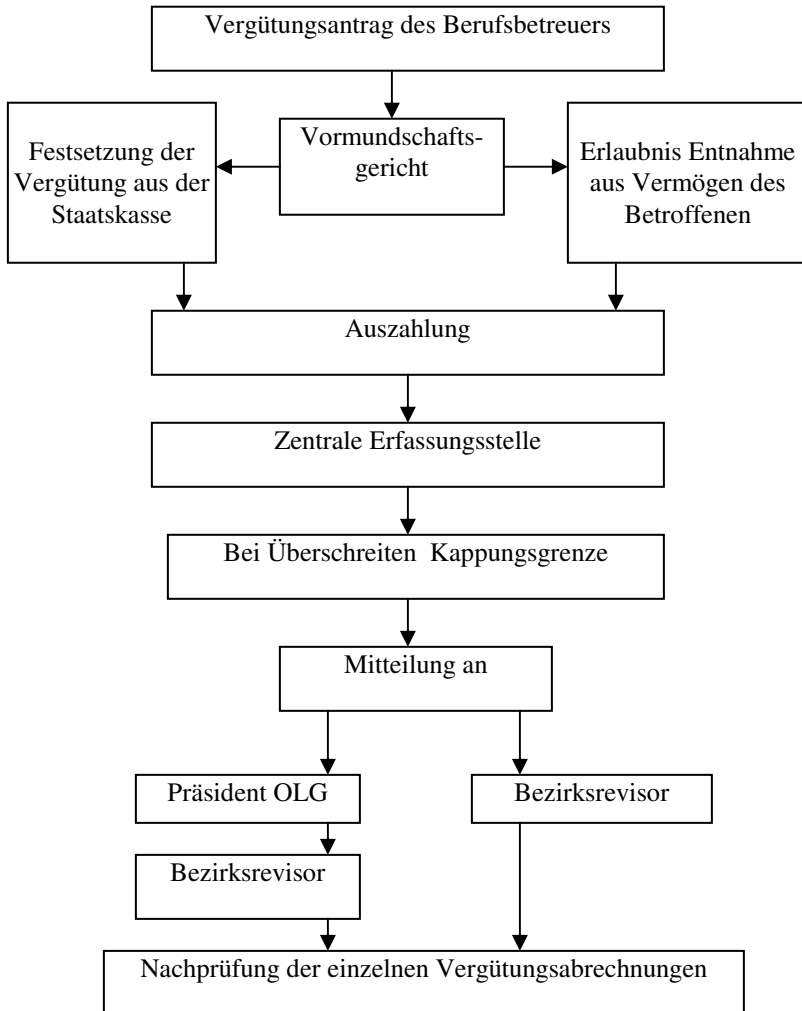 Vergütungsantrag des Berufsbetreuers
Festsetzung der
Vergütung aus der
Staatskasse
Vormundschafts-
gericht
Erlaubnis Entnahme
aus Vermögen des
Betroffenen
Auszahlung
Zentrale Erfassungsstelle
Bei Überschreiten Kappungsgrenze
Mitteilung an
Präsident OLG
Bezirksrevisor
Bezirksrevisor
Nachprüfung der einzelnen Vergütungsabrechnungen